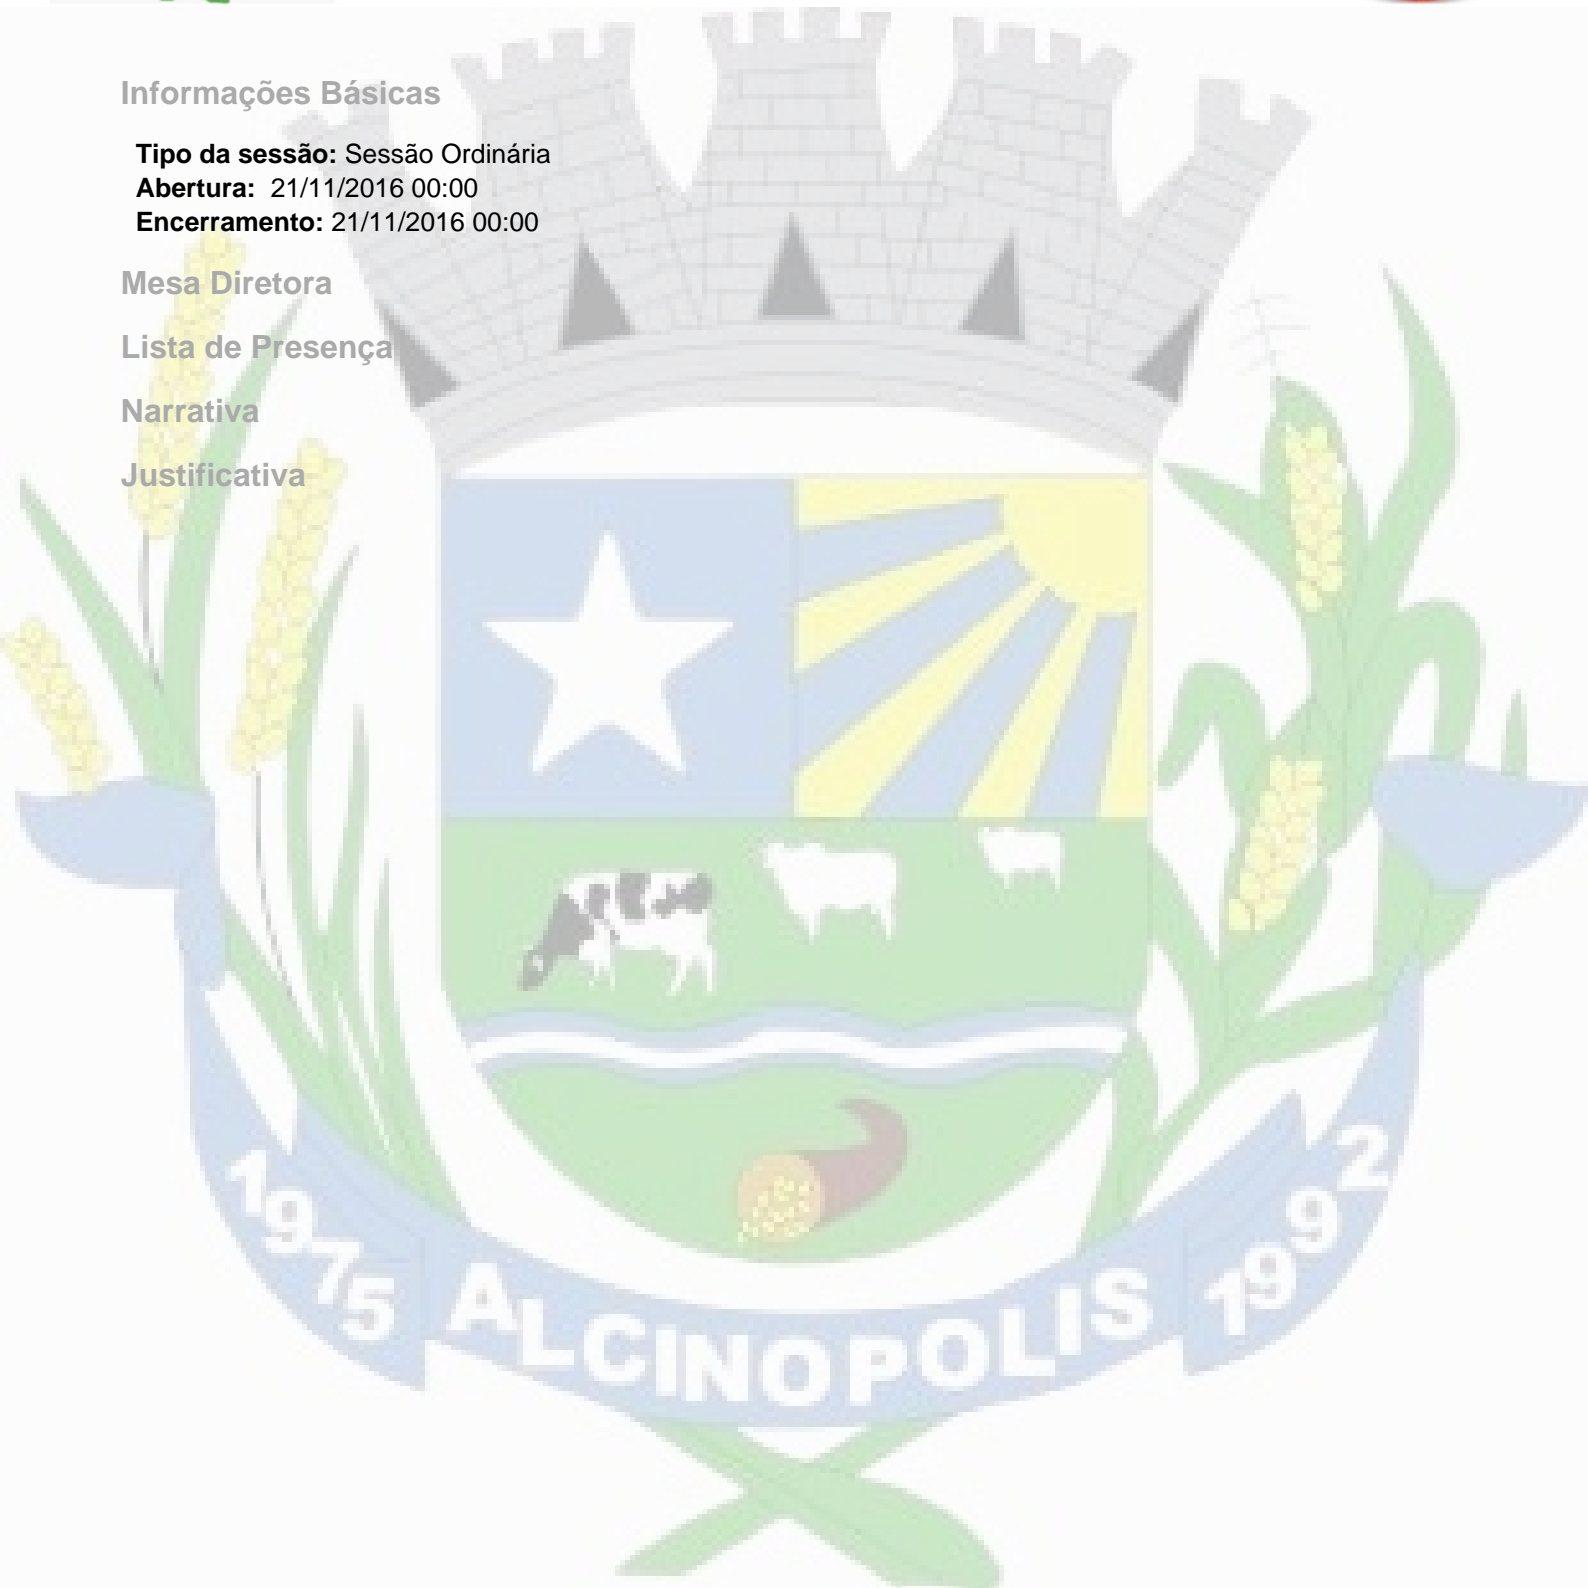 Informações Básicas
Tipo da sessão: Sessão Ordinária
Abertura: 21/11/2016 00:00
Encerramento: 21/11/2016 00:00
Mesa Diretora
Lista de Presença
Narrativa
Justificativa
1975 ALCINOPOLIS 1992